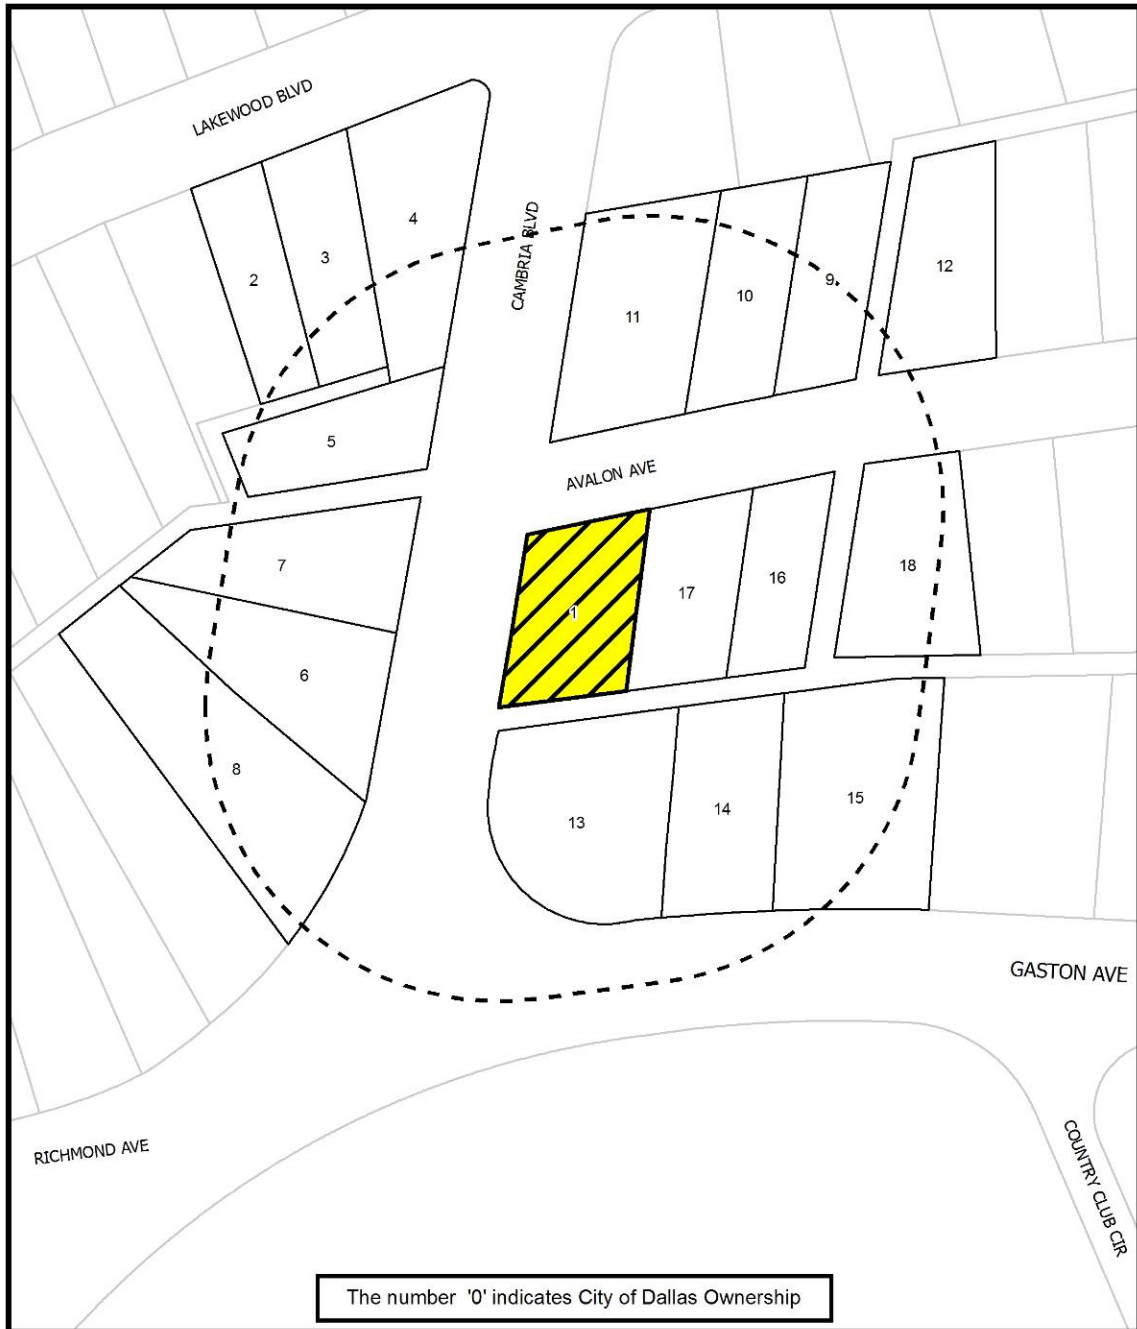 LAKEWOOD BLVD
4
CAMBRIA BLVD
3
2
12
9
10
11
5
AVALON AVE
7
18
16
17
1
6
8
15
14
13
GASTON AVE
RICHMOND AVE
COUNTRY CLUB CIR
The number '0' indicates City of Dallas Ownership